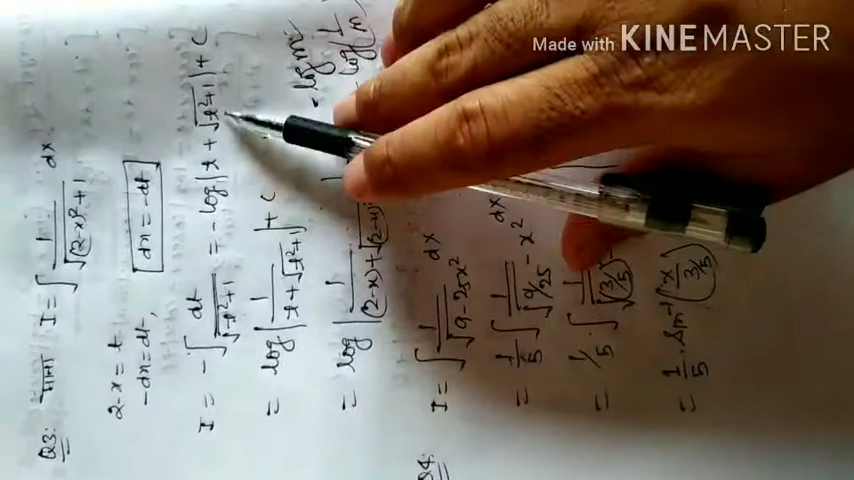 Made with KINEMASTER
Q3: माना I = ∫ 1/√((2-x)²+1) dx.
2-x = t
-dx = dt, dx = -dt
I = -∫ dt/√(t²+1) = -log|t + √(t²+1)| + C
= log|1/(t + √(t²+1))| + C - log m
= log|1/((2-x)+√(2-x) = log(1/m)
Q4: I = ∫ 1/√(9-25x²) dx
= 1/5 ∫ 1/√(9/25 - x²) dx
= 1/5 . ∫ 1/√((3/5)²-
= 1/5 . Sin⁻¹(x/(3/5))